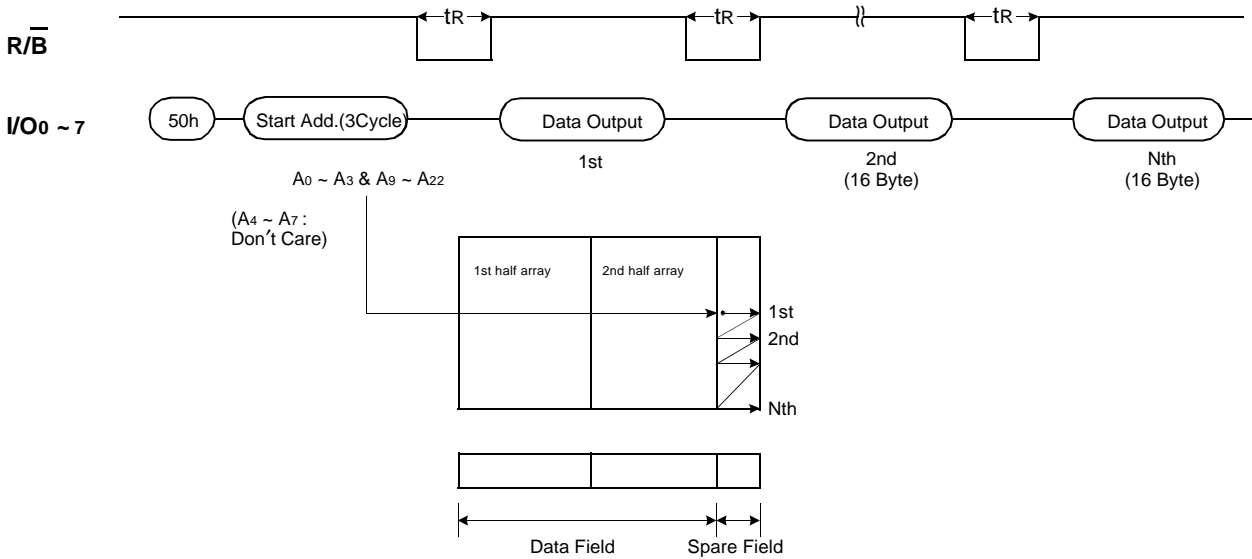 tR tR tR
R/B̅
I/O0 ~ 7 50h Start Add.(3Cycle) Data Output Data Output Data Output
1st 2nd Nth
(16 Byte) (16 Byte)
A0 ~ A3 & A9 ~ A22
(A4 ~ A7 :
Don′t Care)
1st half array 2nd half array
1st
2nd
Nth
Data Field Spare Field